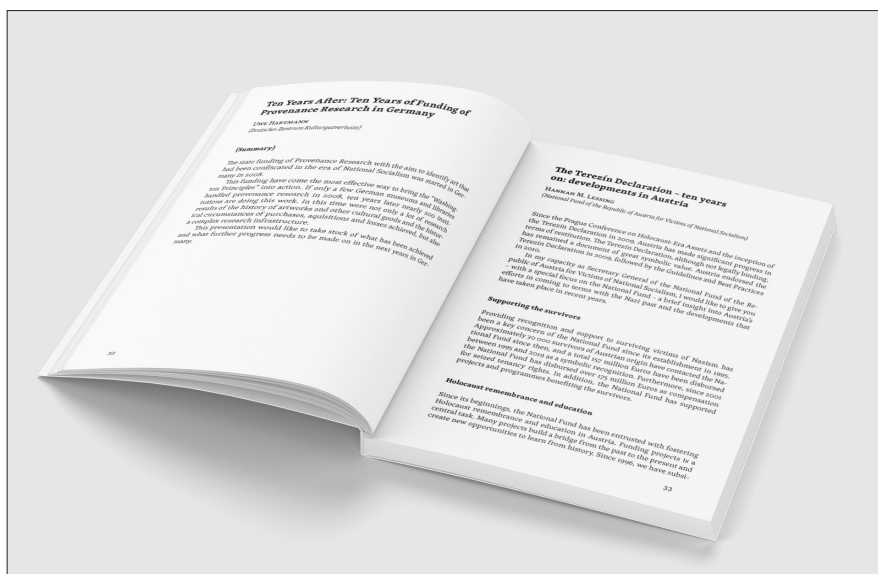 Ten Years After: Ten Years of Funding of
Provenance Research in Germany
Uwe Hartmann
(Deutsches Zentrum Kulturgutverluste)
(Summary)
The state funding of Provenance Research with the aim to identify art that
had been confiscated in the era of National Socialism was started in Ger-
many in 2008.
This funding have come the most effective way to bring the “Washing-
ton Principles” into action. If only a few German museums and libraries
handled provenance research in 2008, ten years later nearly 200 insti-
tutions are doing this work. In this time were not only a lot of research
results of the history of artworks and other cultural goods and the histor-
ical circumstances of purchases, aquisitions and losses achieved, but also
a complex research infrastructure.
This presentation would like to take stock of what has been achieved
and what further progress needs to be made on in the next years in Ger-
many.
32
The Terezín Declaration – ten years
on: developments in Austria
Hannah M. Lessing
(National Fund of the Republic of Austria for Victims of National Socialism)
Since the Prague Conference on Holocaust-Era Assets and the inception of
the Terezín Declaration in 2009, Austria has made significant progress in
terms of restitution. The Terezín Declaration, although not legally binding,
has remained a document of great symbolic value. Austria endorsed the
Terezín Declaration in 2009, followed by the Guidelines and Best Practices
in 2010.
In my capacity as Secretary General of the National Fund of the Re-
public of Austria for Victims of National Socialism, I would like to give you
– with a special focus on the National Fund – a brief insight into Austria’s
efforts in coming to terms with the Nazi past and the developments that
have taken place in recent years.
Supporting the survivors
Providing recognition and support to surviving victims of Nazism has
been a key concern of the National Fund since its establishment in 1995.
Approximately 30 000 survivors of Austrian origin have contacted the Na-
tional Fund since then, and a total 157 million Euros have been disbursed
between 1995 and 2019 as a symbolic recognition. Furthermore, since 2001
the National Fund has disbursed over 175 million Euros as compensation
for seized tenancy rights. In addition, the National Fund has supported
projects and programmes benefiting the survivors.
Holocaust remembrance and education
Since its beginnings, the National Fund has been entrusted with fostering
Holocaust remembrance and education in Austria. Funding projects is a
central task. Many projects build a bridge from the past to the present and
create new opportunities to learn from history. Since 1996, we have subsi-
33